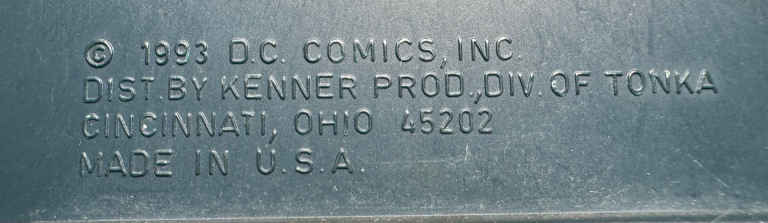 © 1993 D.C. COMICS, INC.
DIST. BY KENNER PROD., DIV. OF TONKA
CINCINNATI, OHIO 45202
MADE IN U.S.A.